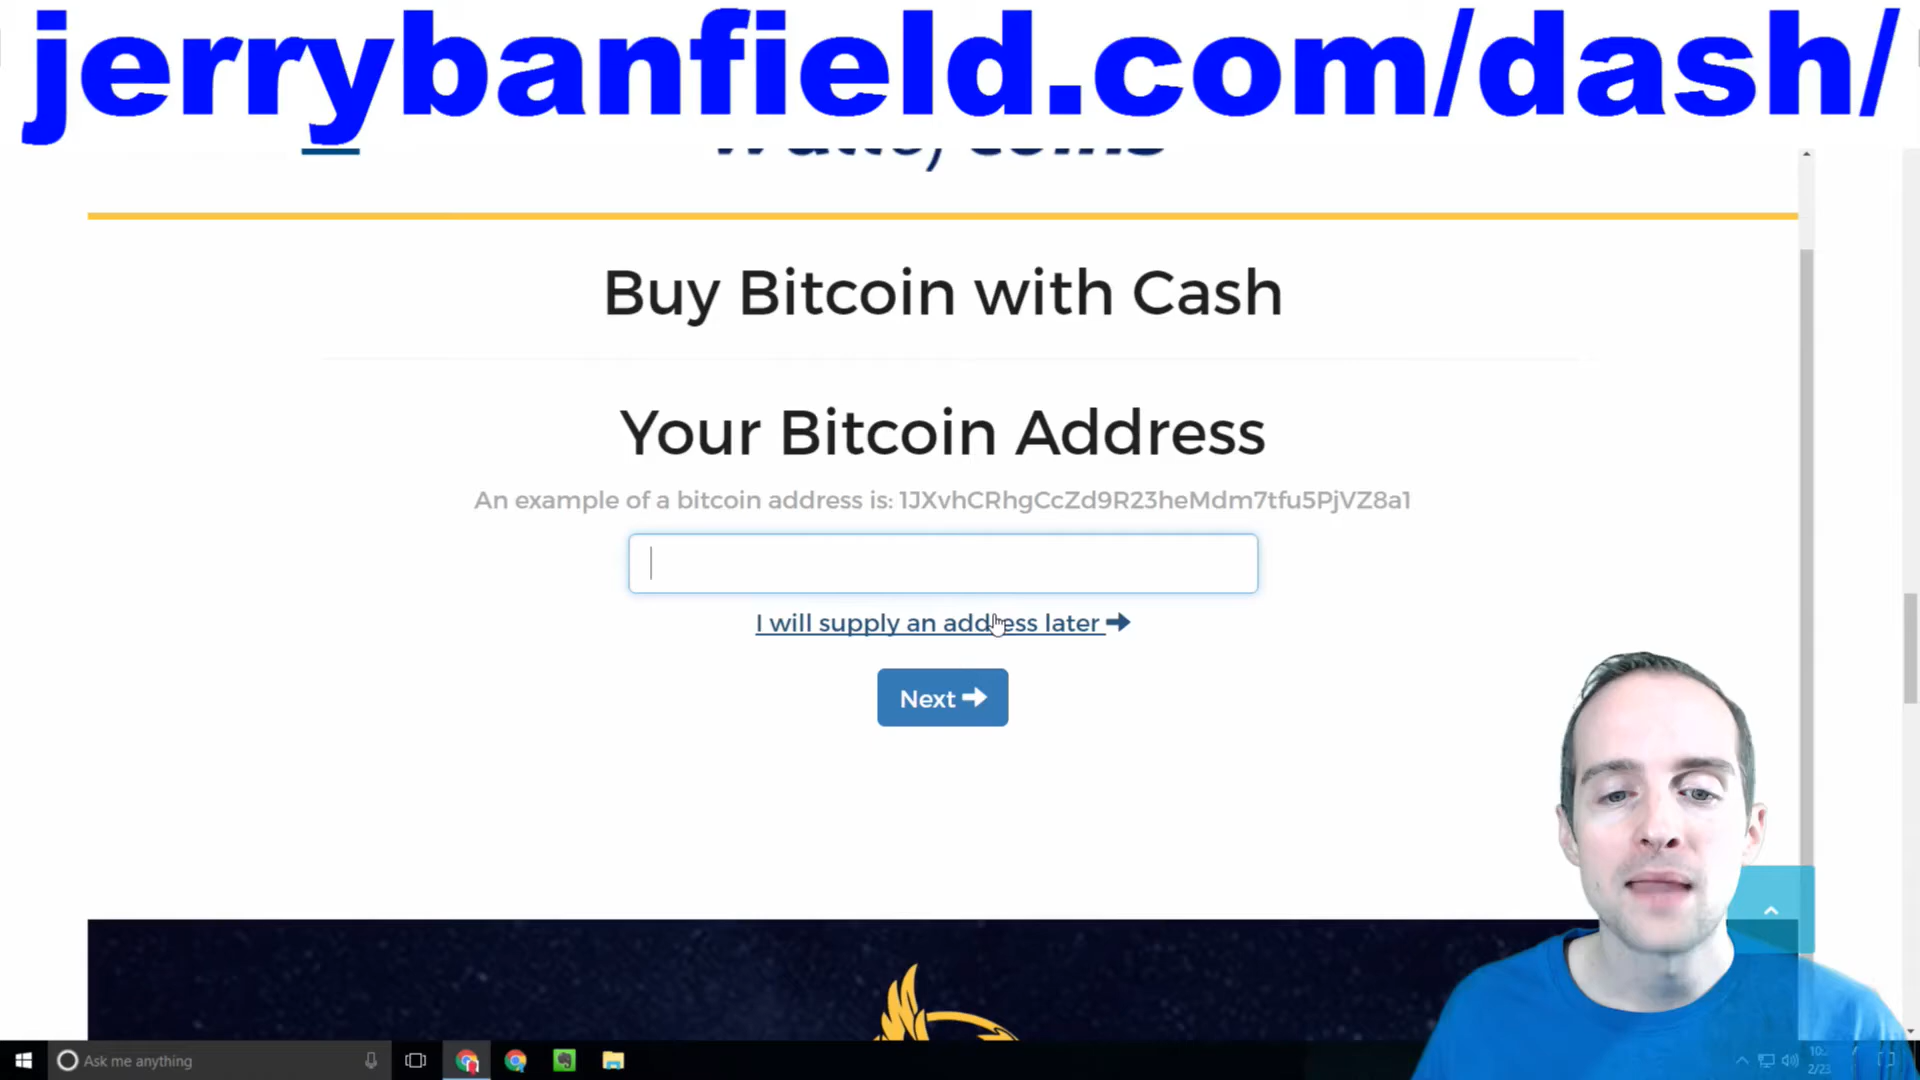 jerrybanfield.com/dash/
Buy Bitcoin with Cash
Your Bitcoin Address
An example of a bitcoin address is: 1JXvhCRhgCcZd9R23heMdm7tfu5PjVZ8a1
I will supply an address later
Next
Ask me anything